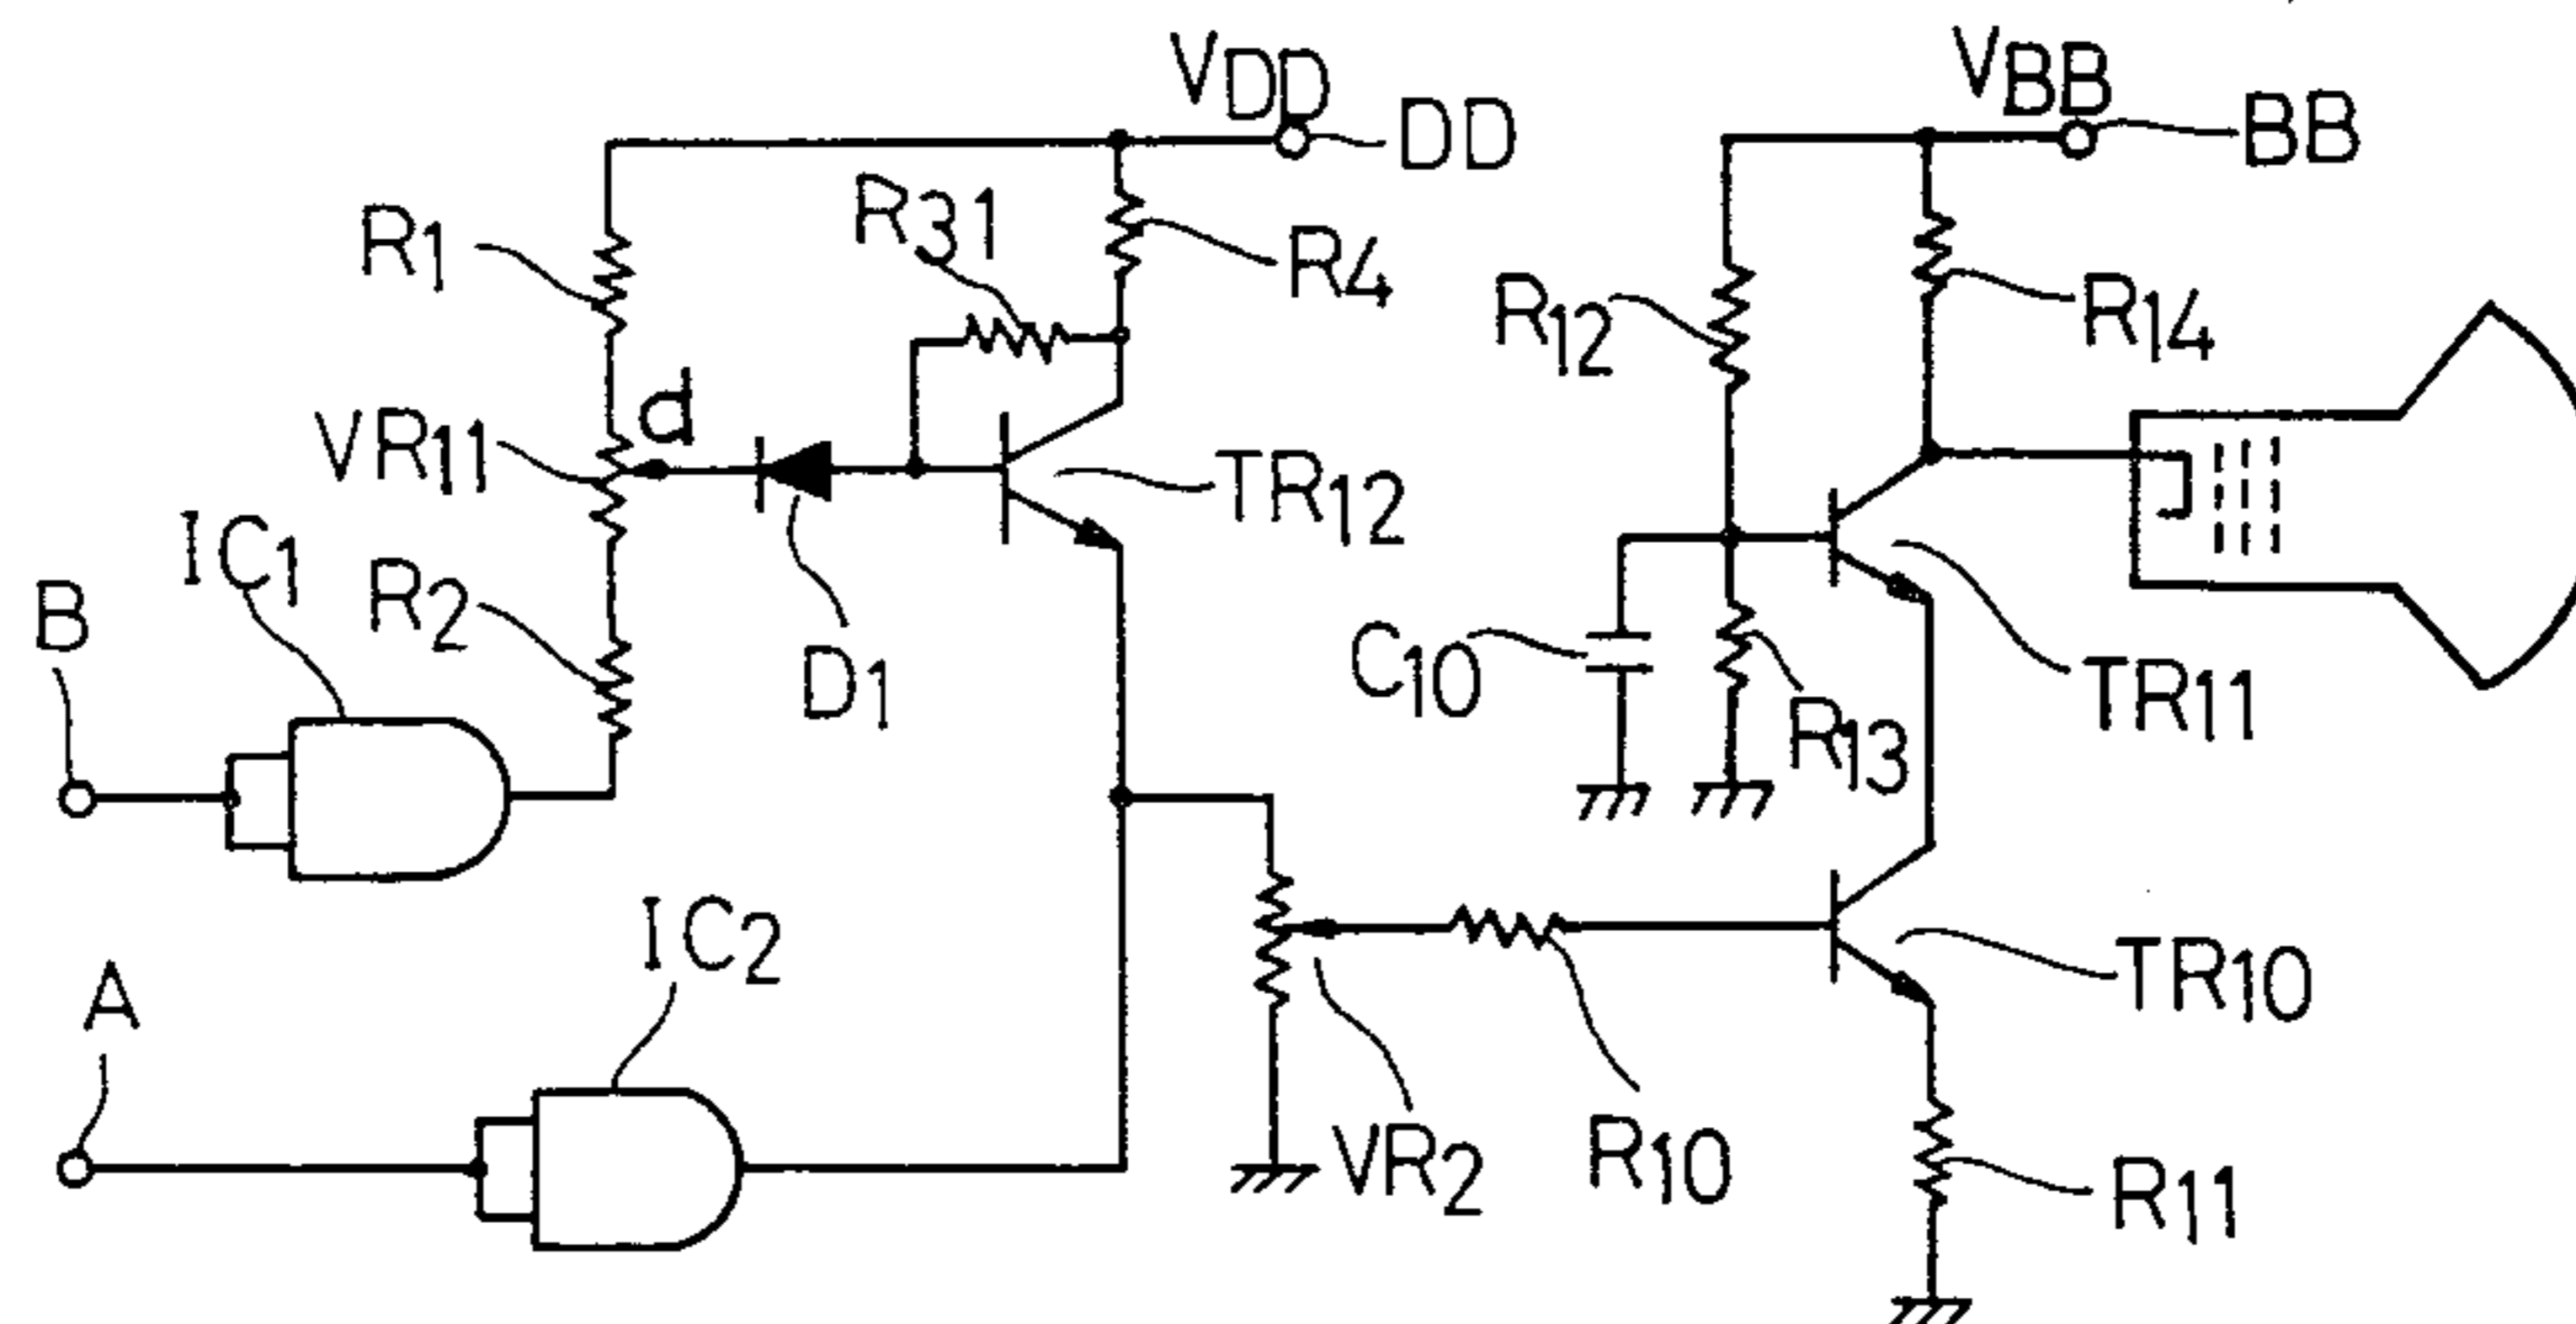 VDD
DD
VBB
BB
R1
R31
R4
R12
R14
VR11
d
TR12
IC1
R2
B
D1
C10
R13
TR11
IC2
A
VR2
R10
TR10
R11